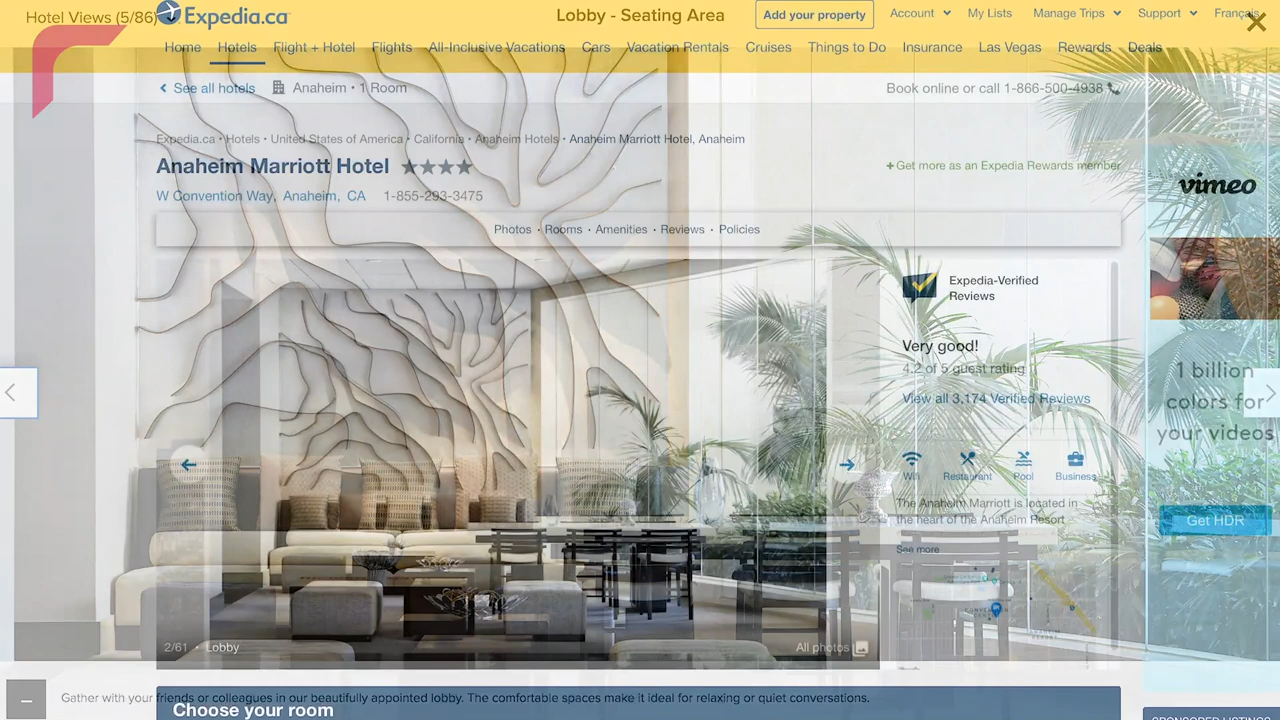 Hotel Views (5/86)
Expedia.ca
Lobby - Seating Area
Add your property
Account
My Lists
Manage Trips
Support
Français
Home
Hotels
Flight + Hotel
Flights
All-Inclusive Vacations
Cars
Vacation Rentals
Cruises
Things to Do
Insurance
Las Vegas
Rewards
Deals
See all hotels
Anaheim • 1 Room
Book online or call 1-866-500-4938
Expedia.ca • Hotels • United States of America • California • Anaheim Hotels • Anaheim Marriott Hotel, Anaheim
Anaheim Marriott Hotel
+Get more as an Expedia Rewards member
W Convention Way, Anaheim, CA 1-855-293-3475
Photos • Rooms • Amenities • Reviews • Policies
vimeo
Expedia-Verified
Reviews
Very good!
4.2 of 5 guest rating
View all 3,174 Verified Reviews
1 billion
colors for
your videos
Get HDR
Wifi
Restaurant
Pool
Business
The Anaheim Marriott is located in
the heart of the Anaheim Resort
See more
2/61 • Lobby
All photos
Gather with your friends or colleagues in our beautifully appointed lobby. The comfortable spaces make it ideal for relaxing or quiet conversations.
Choose your room
SPONSORED LISTINGS